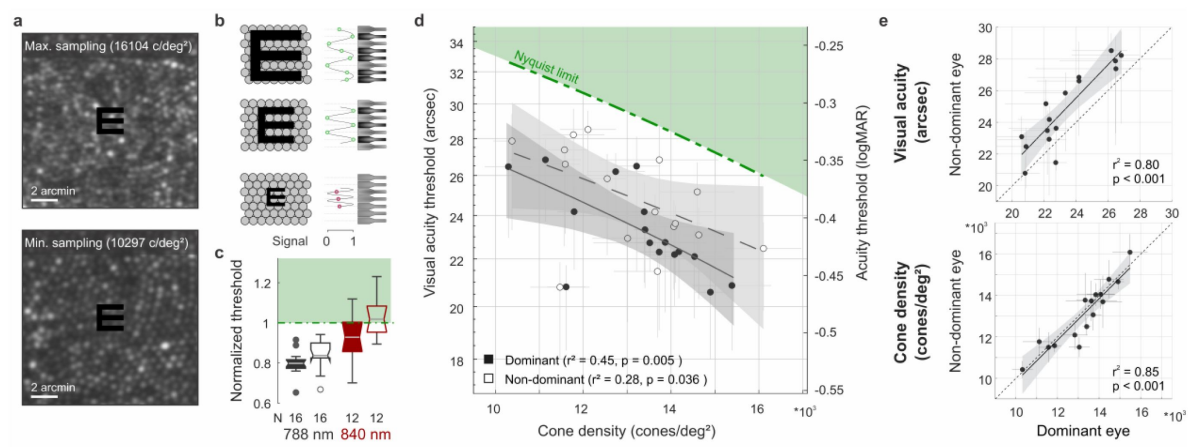 a
Max. sampling (16104 c/deg²)
E
2 arcmin
Min. sampling (10297 c/deg²)
E
2 arcmin
b
E
E
E
Signal
0 1
c
Normalized threshold
1.2
1
0.8
0.6
N 16 16 12 12
788 nm 840 nm
d
Visual acuity threshold (arcsec)
34
32
30
28
26
24
22
20
18
Nyquist limit
Dominant (r² = 0.45, p = 0.005 )
Non-dominant (r² = 0.28, p = 0.036 )
10 12 14 16 *10³
Cone density (cones/deg²)
-0.25
-0.3
-0.35
-0.4
-0.45
-0.5
-0.55
Acuity threshold (logMAR)
e
Visual acuity
(arcsec)
Non-dominant eye
30
28
26
24
22
20
r² = 0.80
p < 0.001
20 22 24 26 28 30
Cone density
(cones/deg²)
Non-dominant eye
*10³
16
14
12
10
r² = 0.85
p < 0.001
*10³
10 12 14 16
Dominant eye